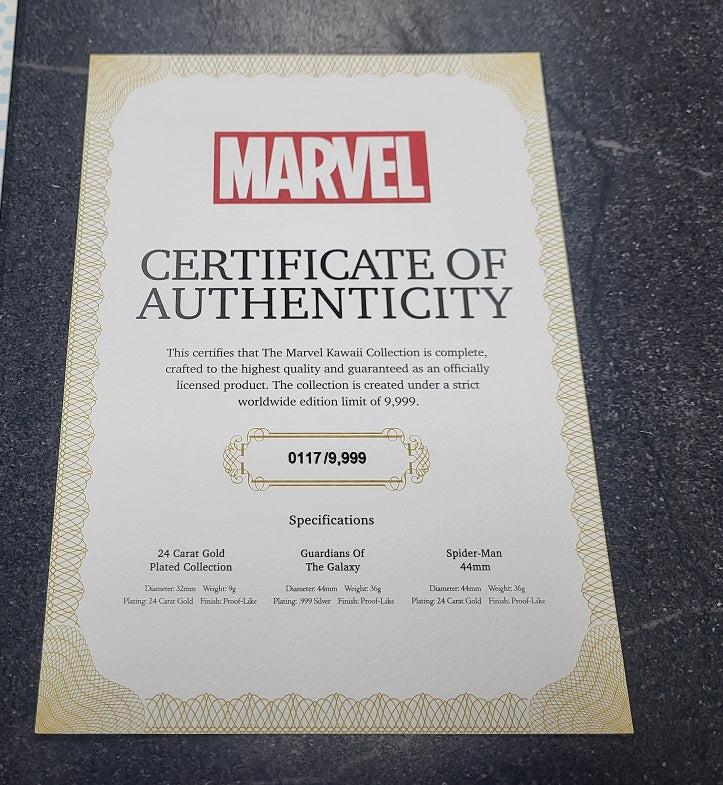 MARVEL
CERTIFICATE OF
AUTHENTICITY
This certifies that The Marvel Kawaii Collection is complete,
crafted to the highest quality and guaranteed as an officially
licensed product. The collection is created under a strict
worldwide edition limit of 9,999.
0117/9,999
Specifications
24 Carat Gold
Plated Collection
Diameter: 32mm Weight: 9g
Plating: 24 Carat Gold Finish: Proof-Like
Guardians Of
The Galaxy
Diameter: 44mm Weight: 36g
Plating: .999 Silver Finish: Proof-Like
Spider-Man
44mm
Diameter: 44mm Weight: 36g
Plating: 24 Carat Gold Finish: Proof-Like